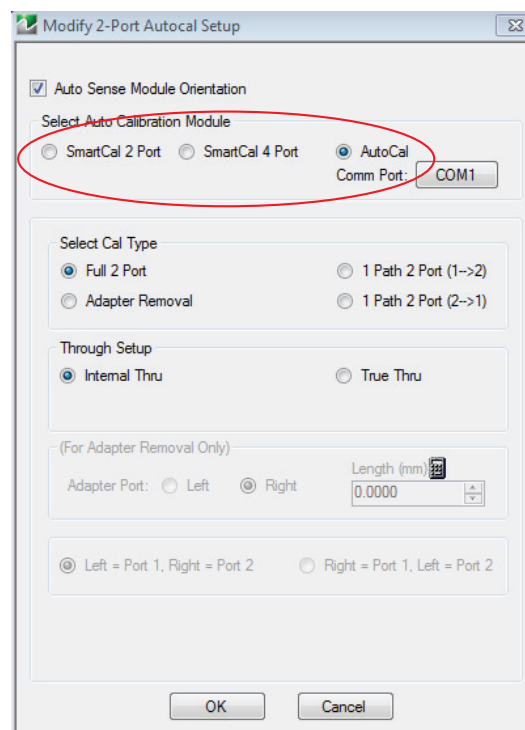 Modify 2-Port Autocal Setup
Auto Sense Module Orientation
Select Auto Calibration Module
SmartCal 2 Port SmartCal 4 Port AutoCal
Comm Port: COM1
Select Cal Type
Full 2 Port 1 Path 2 Port (1-->2)
Adapter Removal 1 Path 2 Port (2-->1)
Through Setup
Internal Thru True Thru
(For Adapter Removal Only)
Length (mm)
Adapter Port: Left Right 0.0000
Left = Port 1, Right = Port 2 Right = Port 1, Left = Port 2
OK Cancel